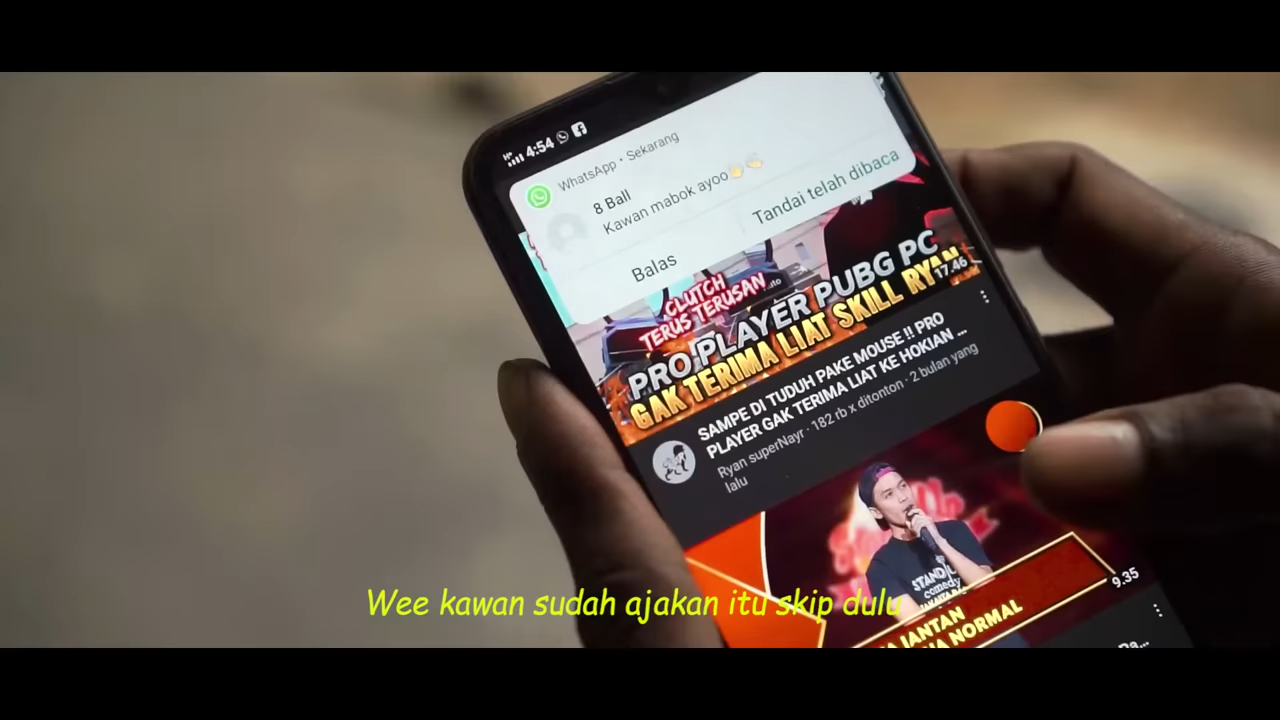 4:54
WhatsApp • Sekarang
8 Ball
Kawan mabok ayoo👋👋
Balas
Tandai telah dibaca
CLUTCH
TERUS TERUSAN
PRO PLAYER PUBG PC
GAK TERIMA LIAT SKILL RYAN
17.46
SAMPE DI TUDUH PAKE MOUSE !! PRO
PLAYER GAK TERIMA LIAT KE HOKIAN ...
Ryan superNayr · 182 rb x ditonton · 2 bulan yang
lalu
STAND UP
comedy
9.35
JANTAN
NORMAL
Wee kawan sudah ajakan itu skip dulu